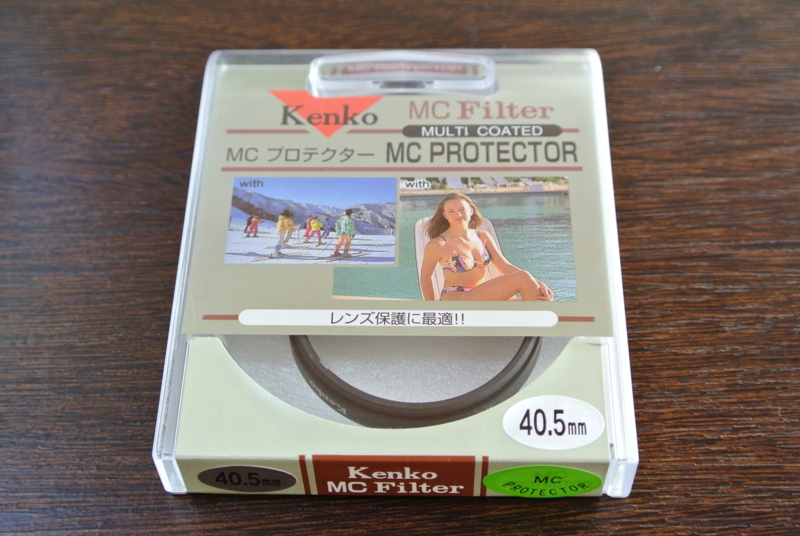 Kenko
MC Filter
MULTI COATED
MC プロテクター MC PROTECTOR
with
with
レンズ保護に最適!!
Kenko
40.5mm
40.5mm
Kenko
MC Filter
MC
PROTECTOR